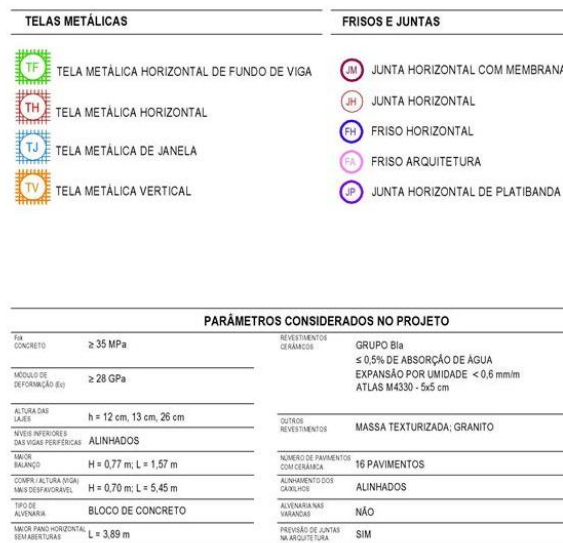 TELAS METÁLICAS
TF TELA METÁLICA HORIZONTAL DE FUNDO DE VIGA
TH TELA METÁLICA HORIZONTAL
TJ TELA METÁLICA DE JANELA
TV TELA METÁLICA VERTICAL
FRISOS E JUNTAS
JM JUNTA HORIZONTAL COM MEMBRANA
JH JUNTA HORIZONTAL
FH FRISO HORIZONTAL
FA FRISO ARQUITETURA
JP JUNTA HORIZONTAL DE PLATIBANDA
PARÂMETROS CONSIDERADOS NO PROJETO
Fck
CONCRETO ≥ 35 MPa
MÓDULO DE
DEFORMAÇÃO (Ec) ≥ 28 GPa
ALTURA DAS
LAJES h = 12 cm, 13 cm, 26 cm
NÍVEIS INFERIORES
DAS VIGAS PERIFÉRICAS ALINHADOS
MAIOR
BALANÇO H = 0,77 m; L = 1,57 m
COMPR / ALTURA (VIGA)
MAIS DESFAVORÁVEL H = 0,70 m; L = 5,45 m
TIPO DE
ALVENARIA BLOCO DE CONCRETO
MAIOR PANO HORIZONTAL
SEM ABERTURAS L = 3,89 m
REVESTIMENTOS
CERÂMICOS
GRUPO BIa
≤ 0,5% DE ABSORÇÃO DE ÁGUA
EXPANSÃO POR UMIDADE < 0,6 mm/m
ATLAS M4330 - 5x5 cm
OUTROS
REVESTIMENTOS MASSA TEXTURIZADA; GRANITO
NÚMERO DE PAVIMENTOS
COM CERÂMICA 16 PAVIMENTOS
ALINHAMENTO DOS
CAIXILHOS ALINHADOS
ALVENARIA NAS
VARANDAS NÃO
PREVISÃO DE JUNTAS
NA ARQUITETURA SIM